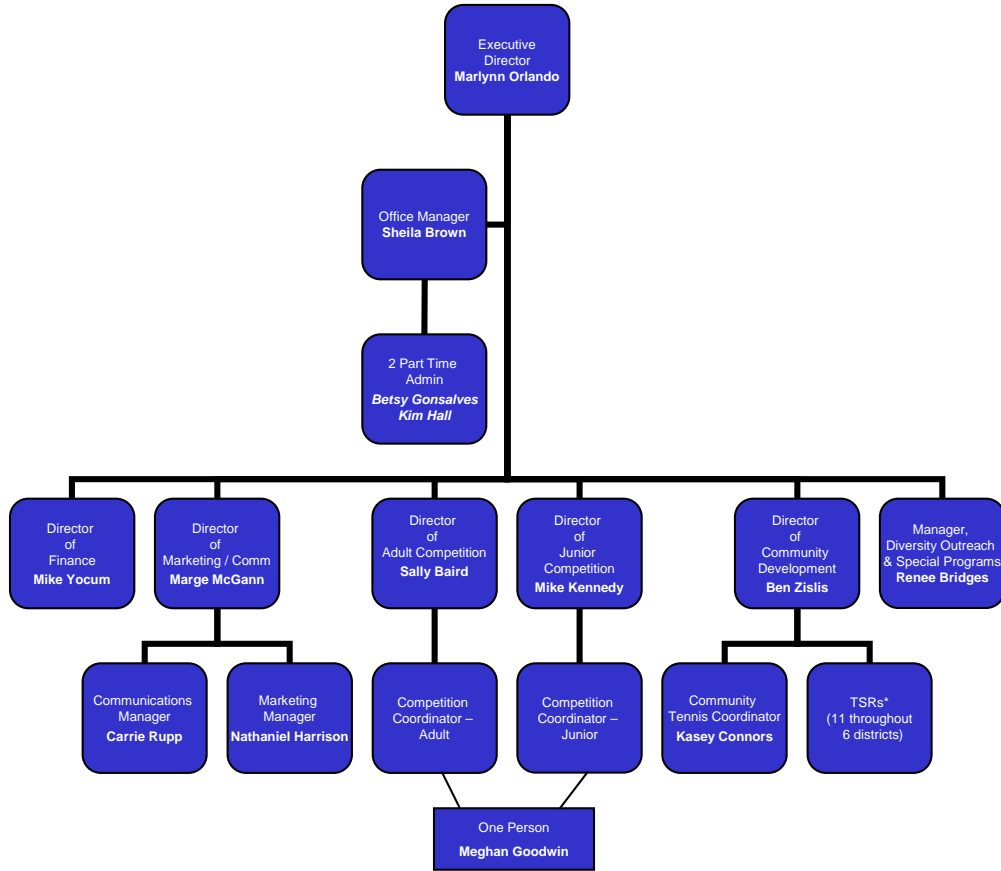 Executive
Director
Marlynn Orlando
Office Manager
Sheila Brown
2 Part Time
Admin
Betsy Gonsalves
Kim Hall
Director
of
Finance
Mike Yocum
Director
of
Marketing / Comm
Marge McGann
Director
of
Adult Competition
Sally Baird
Director
of
Junior
Competition
Mike Kennedy
Director
of
Community
Development
Ben Zislis
Manager,
Diversity Outreach
& Special Programs
Renee Bridges
Communications
Manager
Carrie Rupp
Marketing
Manager
Nathaniel Harrison
Competition
Coordinator –
Adult
Competition
Coordinator –
Junior
Community
Tennis Coordinator
Kasey Connors
TSRs*
(11 throughout
6 districts)
One Person
Meghan Goodwin